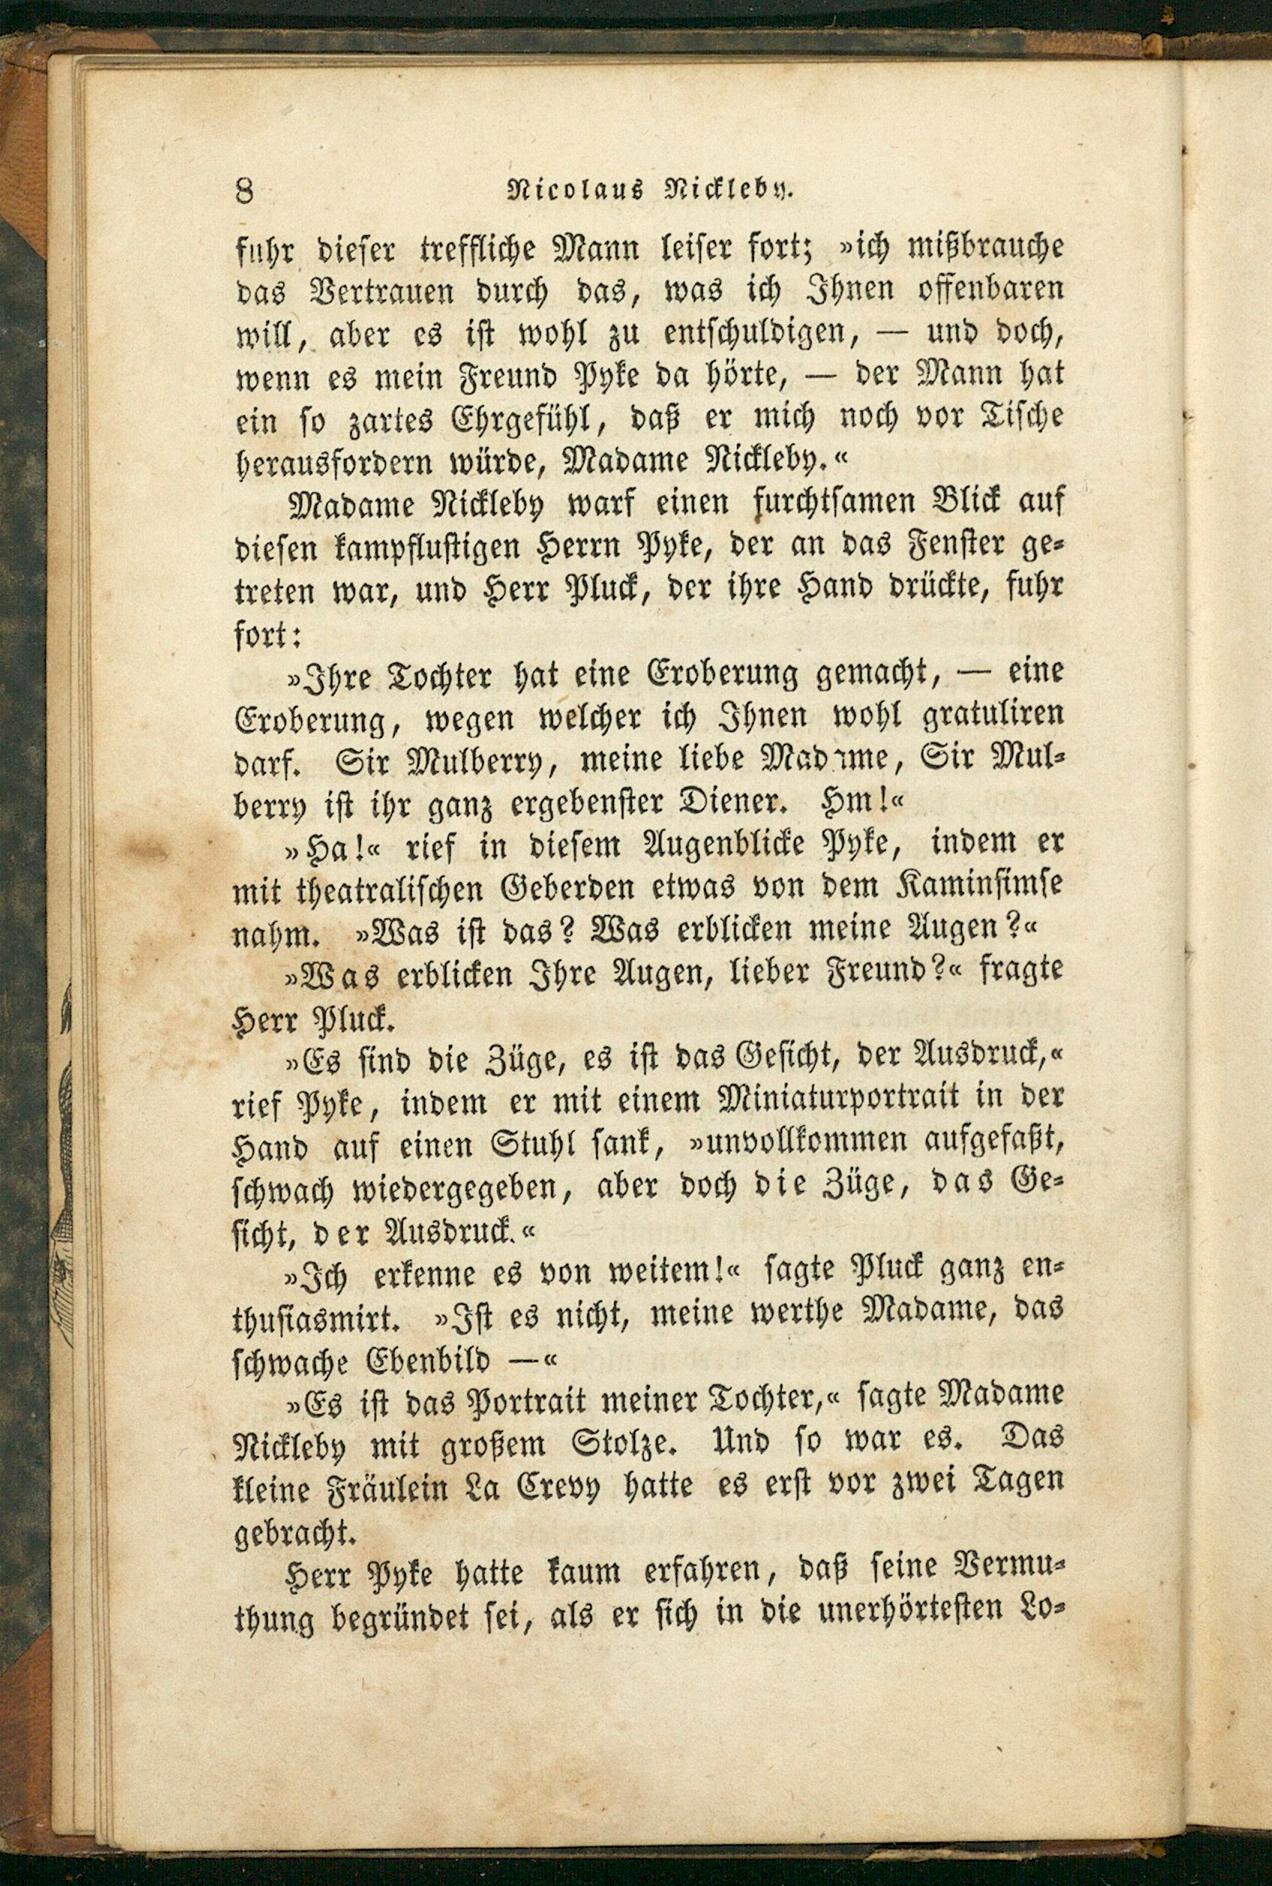 8 Nicolaus Nickleby.
fuhr dieser treffliche Mann leiser fort; »ich mißbrauche
das Vertrauen durch das, was ich Ihnen offenbaren
will, aber es ist wohl zu entschuldigen, — und doch,
wenn es mein Freund Pyke da hörte, — der Mann hat
ein so zartes Ehrgefühl, daß er mich noch vor Tische
herausfordern würde, Madame Nickleby.«
Madame Nickleby warf einen furchtsamen Blick auf
diesen kampflustigen Herrn Pyke, der an das Fenster ge-
treten war, und Herr Pluck, der ihre Hand drückte, fuhr
fort:
»Ihre Tochter hat eine Eroberung gemacht, — eine
Eroberung, wegen welcher ich Ihnen wohl gratuliren
darf. Sir Mulberry, meine liebe Madame, Sir Mul-
berry ist ihr ganz ergebenster Diener. Hm!«
»Ha!« rief in diesem Augenblicke Pyke, indem er
mit theatralischen Geberden etwas von dem Kaminsimse
nahm. »Was ist das? Was erblicken meine Augen?«
»Was erblicken Ihre Augen, lieber Freund?« fragte
Herr Pluck.
»Es sind die Züge, es ist das Gesicht, der Ausdruck,«
rief Pyke, indem er mit einem Miniaturportrait in der
Hand auf einen Stuhl sank, »unvollkommen aufgefaßt,
schwach wiedergegeben, aber doch die Züge, das Ge-
sicht, der Ausdruck.«
»Ich erkenne es von weitem!« sagte Pluck ganz en-
thusiasmirt. »Ist es nicht, meine werthe Madame, das
schwache Ebenbild —«
»Es ist das Portrait meiner Tochter,« sagte Madame
Nickleby mit großem Stolze. Und so war es. Das
kleine Fräulein La Crevy hatte es erst vor zwei Tagen
gebracht.
Herr Pyke hatte kaum erfahren, daß seine Vermu-
thung begründet sei, als er sich in die unerhörtesten Lo-